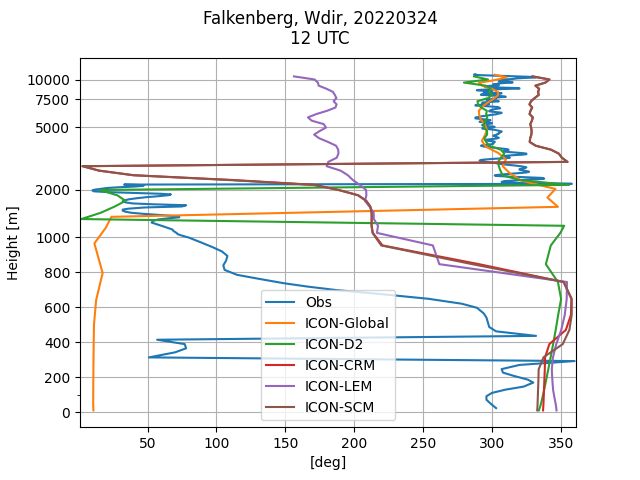 Falkenberg, Wdir, 20220324
12 UTC
Height [m]
10000
7500
5000
2000
1000
800
600
400
200
0
Obs
ICON-Global
ICON-D2
ICON-CRM
ICON-LEM
ICON-SCM
50
100
150
200
250
300
350
[deg]